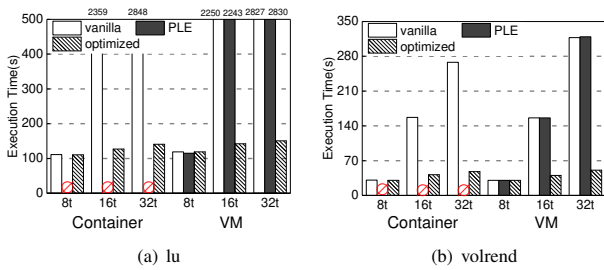 2359 2848 2250 2243 2827 2830
500
400
300
200
100
0
Execution Time(s)
vanilla PLE
optimized
8t 16t 32t 8t 16t 32t
Container VM
(a) lu
350
280
210
140
70
0
Execution Time(s)
vanilla PLE
optimized
8t 16t 32t 8t 16t 32t
Container VM
(b) volrend